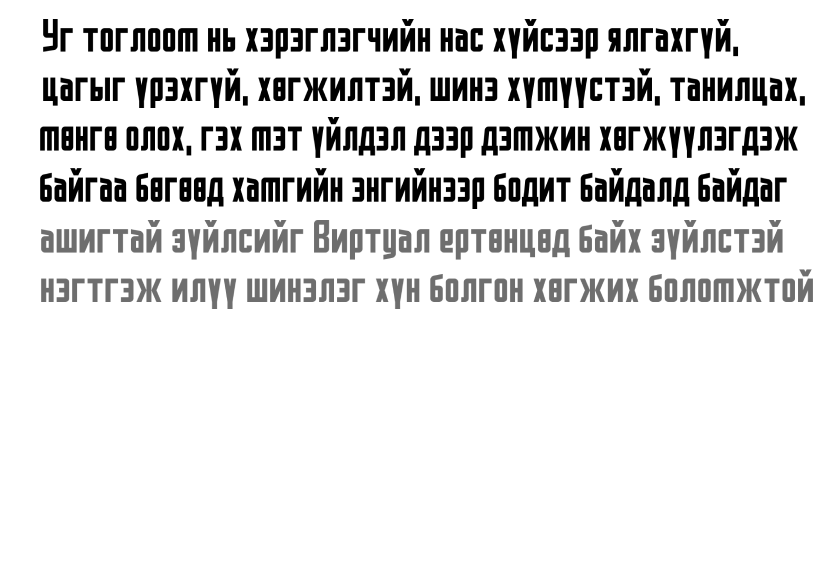 Уг тоглоот нь хэрэглэгчийн нас хүйсээр ялгахгүй,
цагыг үрэхгүй, хөгжилтэй, шинэ хүмүүстэй, танилцах,
мөнгө олох, гэх мэт үйлдэл дээр дэмжин хөгжүүлэгдэж
байгаа бөгөөд хамгийн энгийнээр бодит байдалд байдаг
ашигтай зүйлсийг Виртуал ертөнцөд байх зүйлстэй
нэгтгэж илүү шинэлэг хүн болгон хөгжих боломжтой